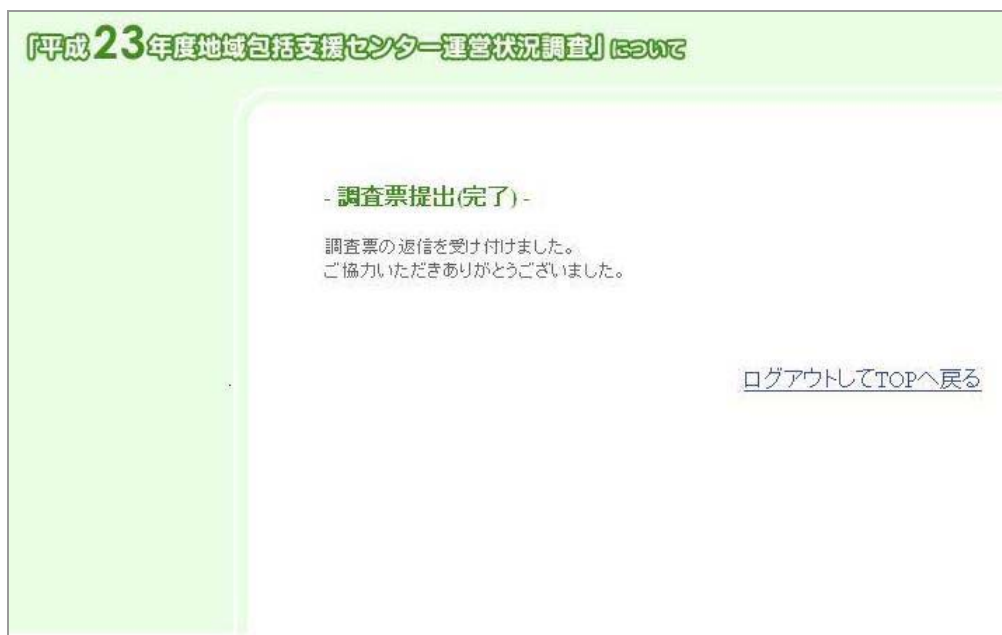 「平成23年度地域包括支援センター運営状況調査」について
- 調査票提出(完了) -
調査票の返信を受け付けました。
ご協力いただきありがとうございました。
ログアウトしてTOPへ戻る